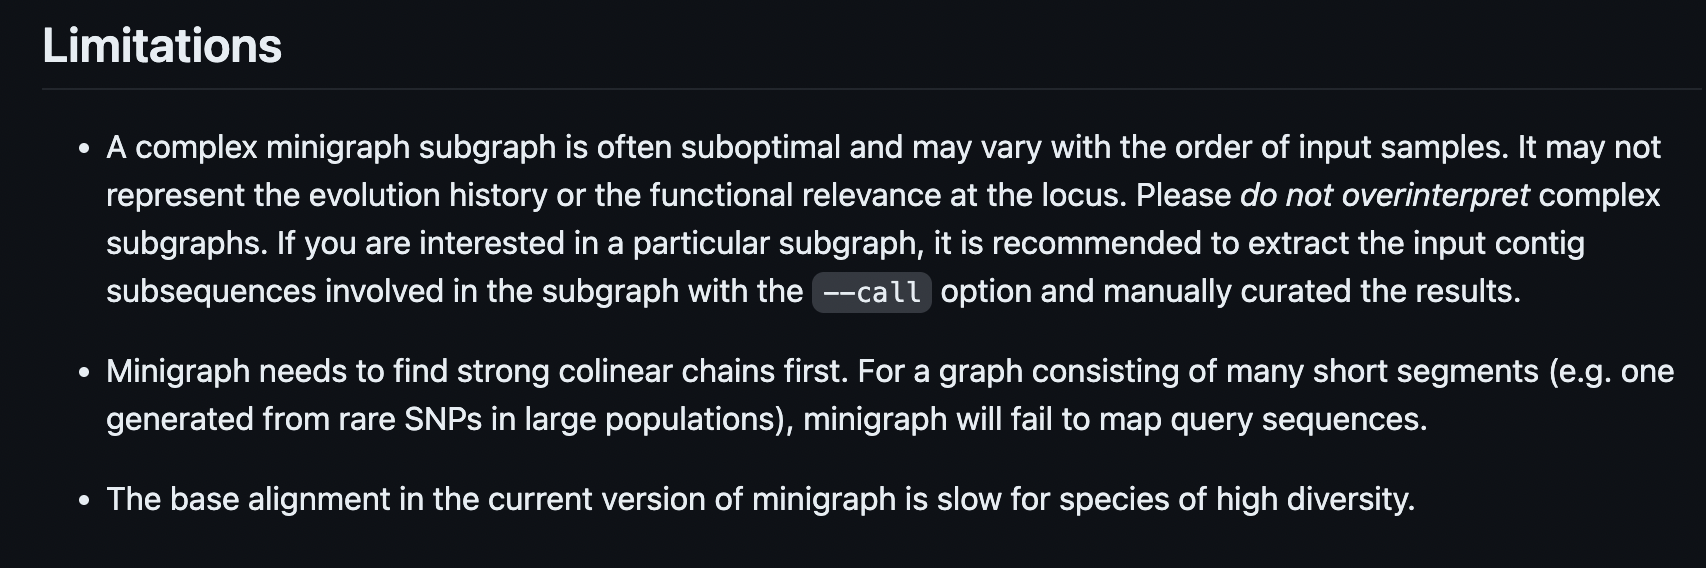 Limitations
• A complex minigraph subgraph is often suboptimal and may vary with the order of input samples. It may not
represent the evolution history or the functional relevance at the locus. Please do not overinterpret complex
subgraphs. If you are interested in a particular subgraph, it is recommended to extract the input contig
subsequences involved in the subgraph with the --call option and manually curated the results.
• Minigraph needs to find strong colinear chains first. For a graph consisting of many short segments (e.g. one
generated from rare SNPs in large populations), minigraph will fail to map query sequences.
• The base alignment in the current version of minigraph is slow for species of high diversity.